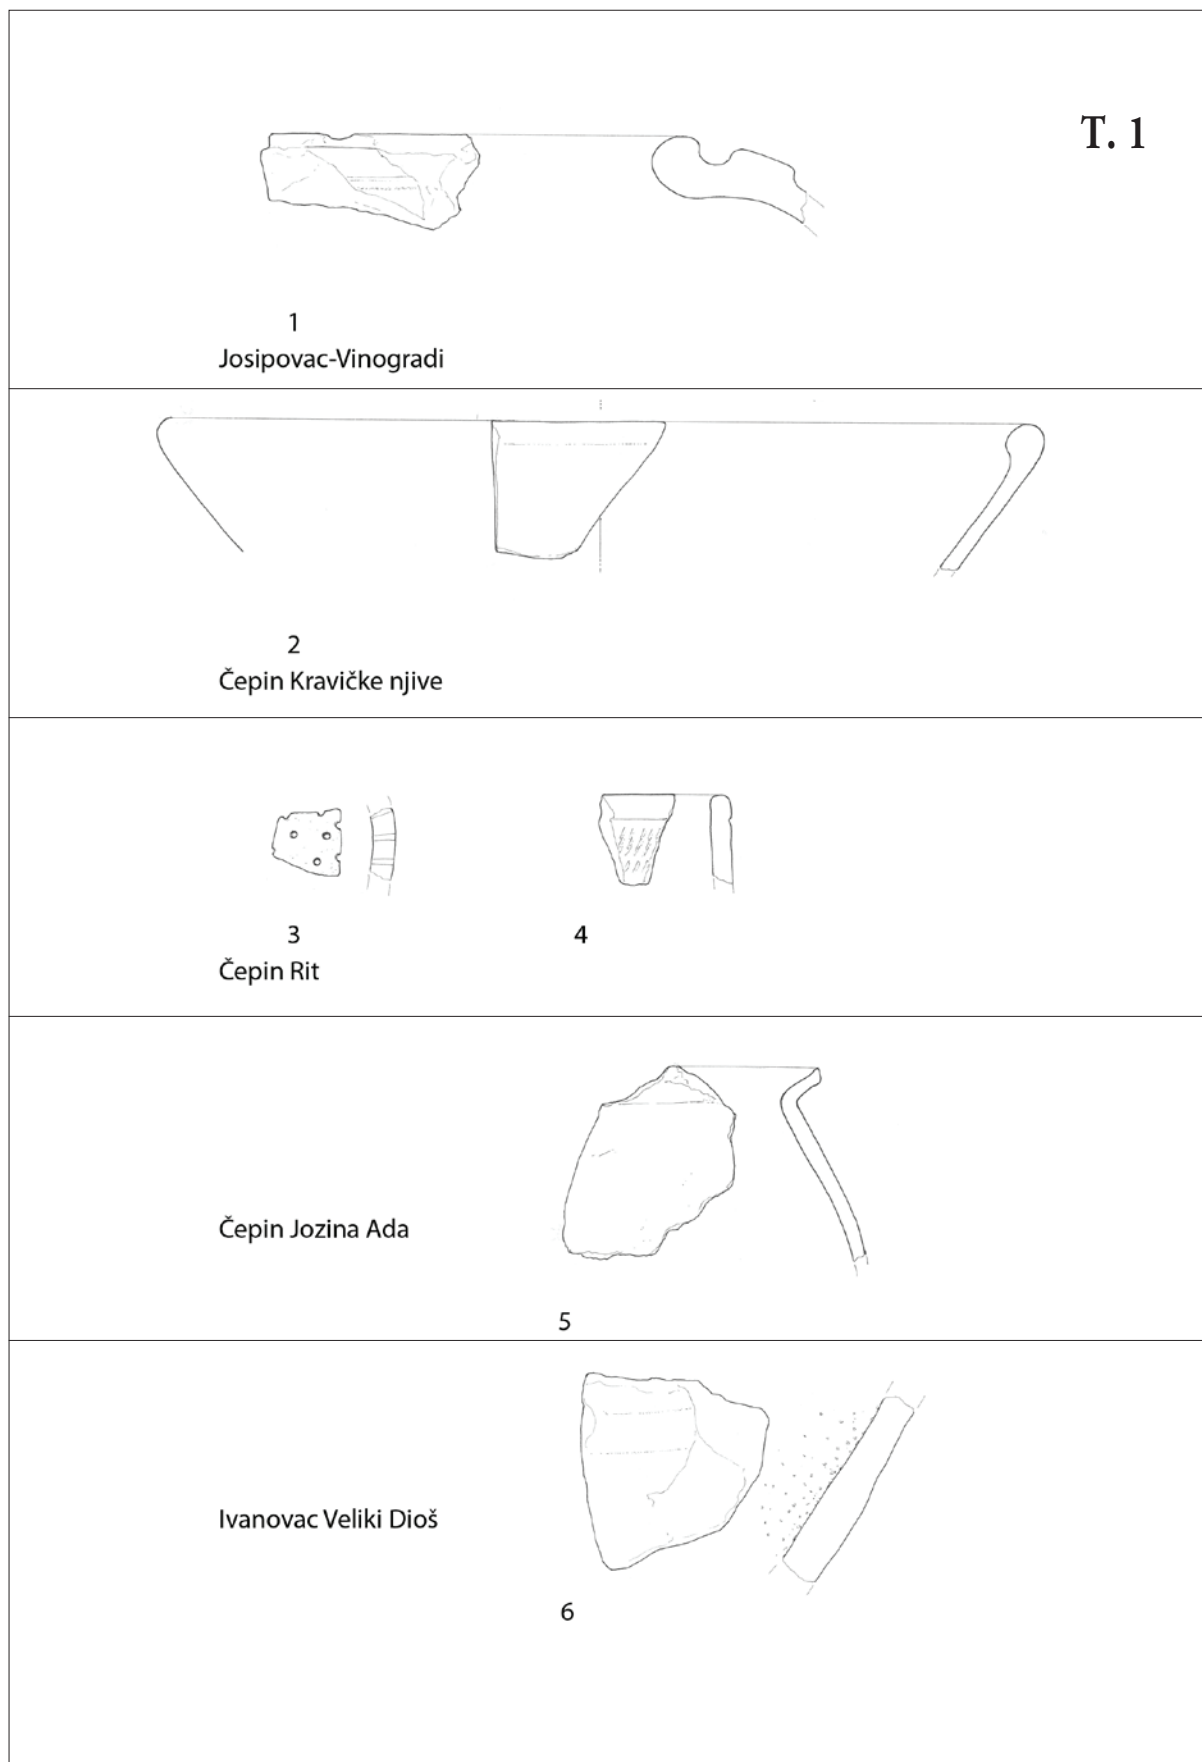 T. 1
1
Josipovac-Vinogradi
2
Čepin Kravičke njive
3
4
Čepin Rit
Čepin Jozina Ada
5
Ivanovac Veliki Dioš
6